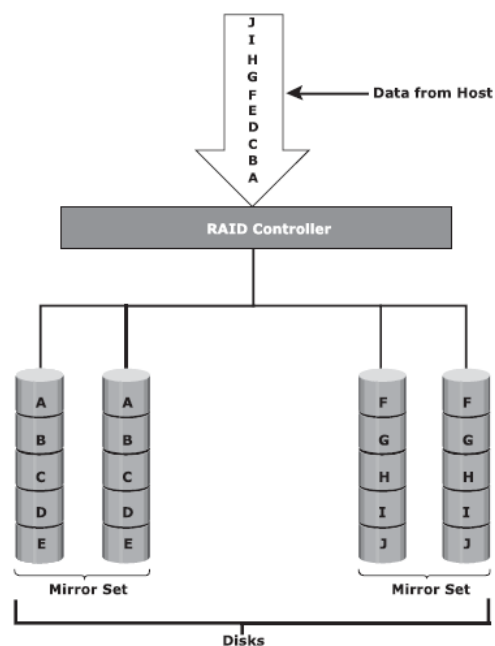 J
I
H
G
F
E
D
C
B
A
Data from Host
RAID Controller
A A F F
B B G G
C C H H
D D I I
E E J J
Mirror Set Mirror Set
Disks